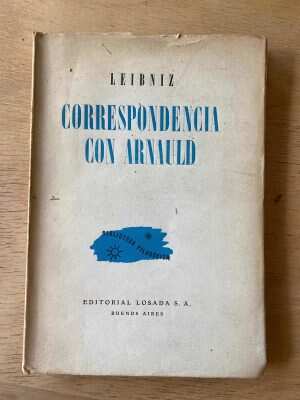 LEIBNIZ
CORRESPONDENCIA
CON ARNAULD
BIBLIOTECA FILOSÓFICA
EDITORIAL LOSADA S. A.
BUENOS AIRES